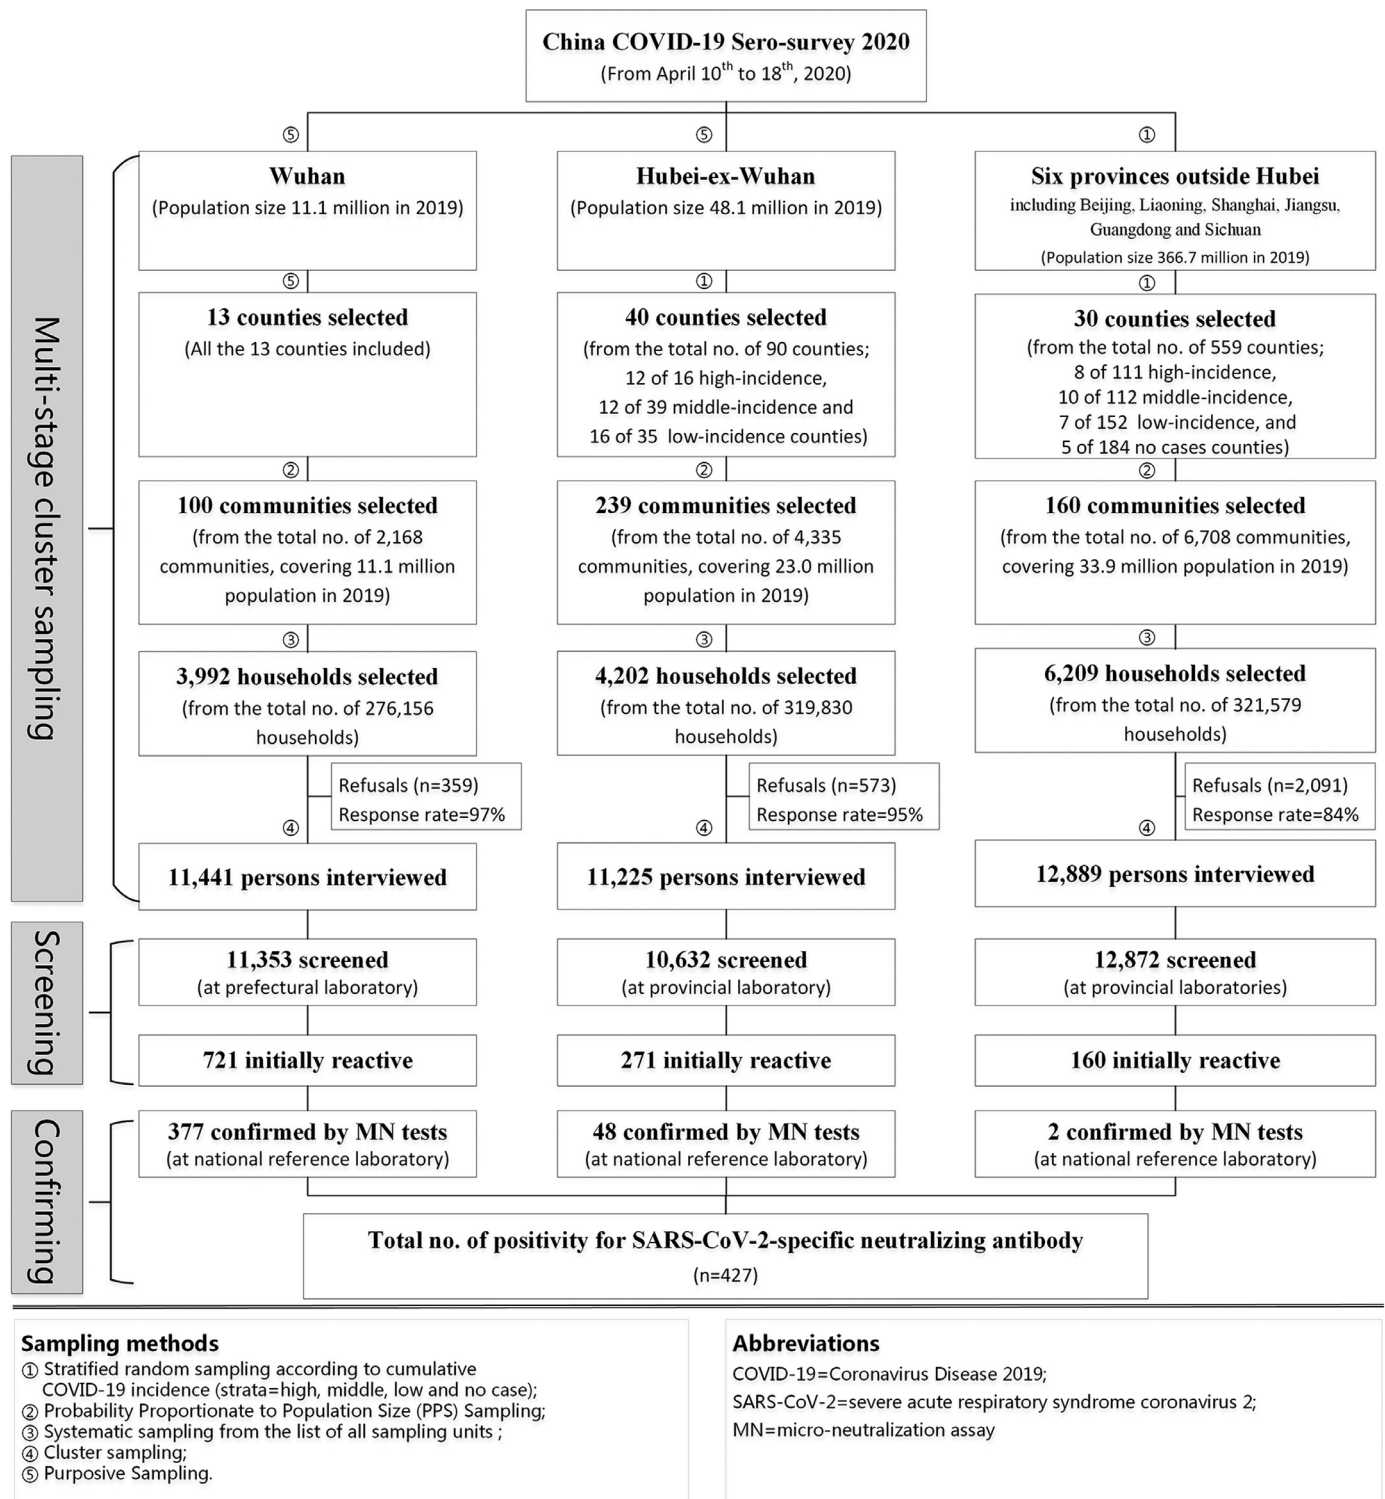 China COVID-19 Sero-survey 2020
(From April 10th to 18th, 2020)
⑤
⑤
①
Multi-stage cluster sampling
Wuhan
(Population size 11.1 million in 2019)
Hubei-ex-Wuhan
(Population size 48.1 million in 2019)
Six provinces outside Hubei
including Beijing, Liaoning, Shanghai, Jiangsu,
Guangdong and Sichuan
(Population size 366.7 million in 2019)
⑤
①
①
13 counties selected
(All the 13 counties included)
40 counties selected
(from the total no. of 90 counties;
12 of 16 high-incidence,
12 of 39 middle-incidence and
16 of 35 low-incidence counties)
30 counties selected
(from the total no. of 559 counties;
8 of 111 high-incidence,
10 of 112 middle-incidence,
7 of 152 low-incidence, and
5 of 184 no cases counties)
②
②
②
100 communities selected
(from the total no. of 2,168
communities, covering 11.1 million
population in 2019)
239 communities selected
(from the total no. of 4,335
communities, covering 23.0 million
population in 2019)
160 communities selected
(from the total no. of 6,708 communities,
covering 33.9 million population in 2019)
③
③
③
3,992 households selected
(from the total no. of 276,156
households)
4,202 households selected
(from the total no. of 319,830
households)
6,209 households selected
(from the total no. of 321,579
households)
Refusals (n=359)
Response rate=97%
Refusals (n=573)
Response rate=95%
Refusals (n=2,091)
Response rate=84%
④
④
④
11,441 persons interviewed
11,225 persons interviewed
12,889 persons interviewed
Screening
11,353 screened
(at prefectural laboratory)
10,632 screened
(at provincial laboratory)
12,872 screened
(at provincial laboratories)
721 initially reactive
271 initially reactive
160 initially reactive
Confirming
377 confirmed by MN tests
(at national reference laboratory)
48 confirmed by MN tests
(at national reference laboratory)
2 confirmed by MN tests
(at national reference laboratory)
Total no. of positivity for SARS-CoV-2-specific neutralizing antibody
(n=427)
Sampling methods
① Stratified random sampling according to cumulative
COVID-19 incidence (strata=high, middle, low and no case);
② Probability Proportionate to Population Size (PPS) Sampling;
③ Systematic sampling from the list of all sampling units ;
④ Cluster sampling;
⑤ Purposive Sampling.
Abbreviations
COVID-19=Coronavirus Disease 2019;
SARS-CoV-2=severe acute respiratory syndrome coronavirus 2;
MN=micro-neutralization assay